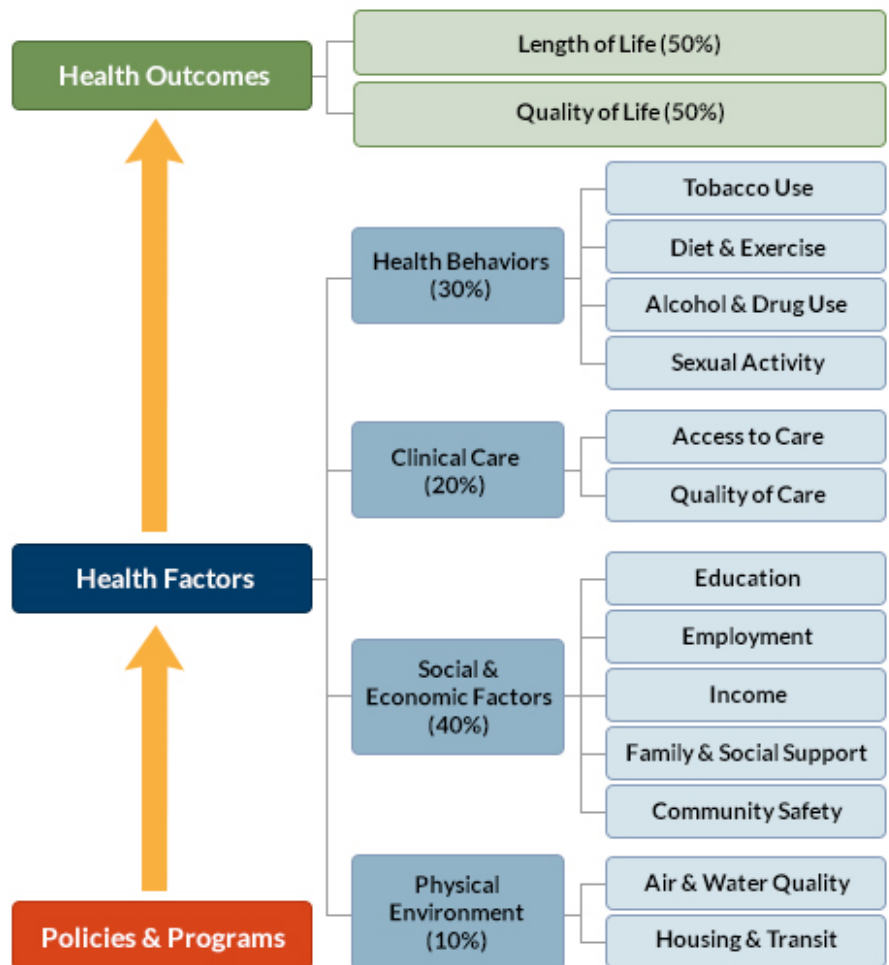 Health Outcomes
Length of Life (50%)
Quality of Life (50%)
Health Factors
Health Behaviors
(30%)
Tobacco Use
Diet & Exercise
Alcohol & Drug Use
Sexual Activity
Clinical Care
(20%)
Access to Care
Quality of Care
Social &
Economic Factors
(40%)
Education
Employment
Income
Family & Social Support
Community Safety
Physical
Environment
(10%)
Air & Water Quality
Housing & Transit
Policies & Programs